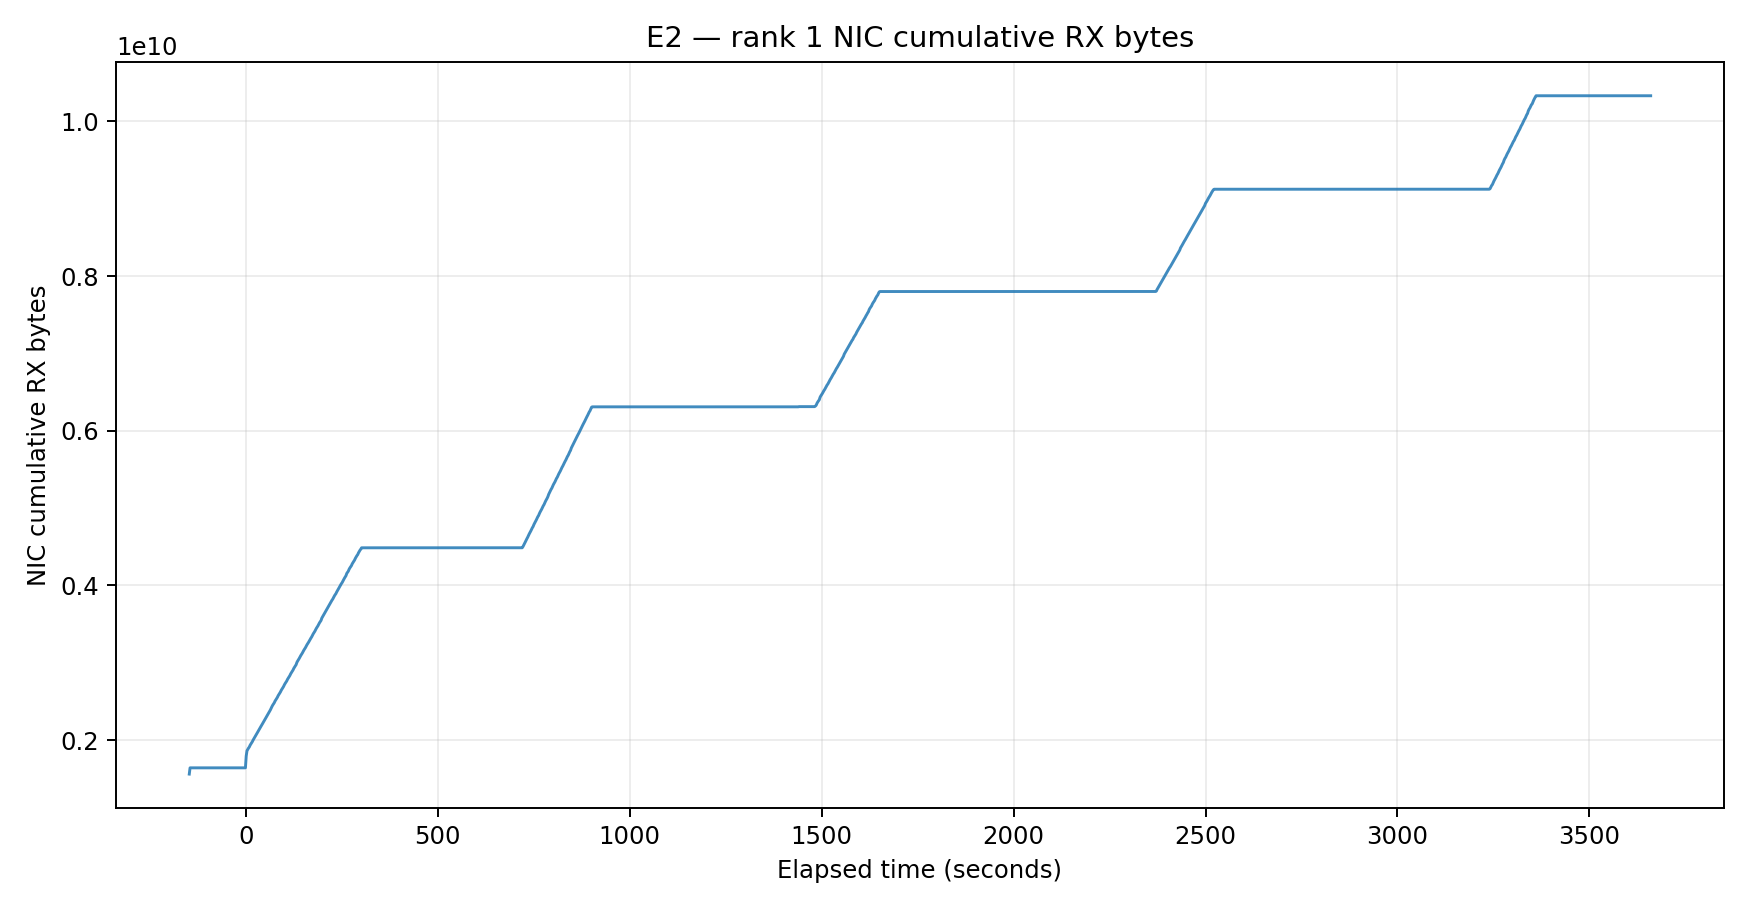 E2 — rank 1 NIC cumulative RX bytes
1e10
1.0
0.8
0.6
0.4
0.2
NIC cumulative RX bytes
0 500 1000 1500 2000 2500 3000 3500
Elapsed time (seconds)